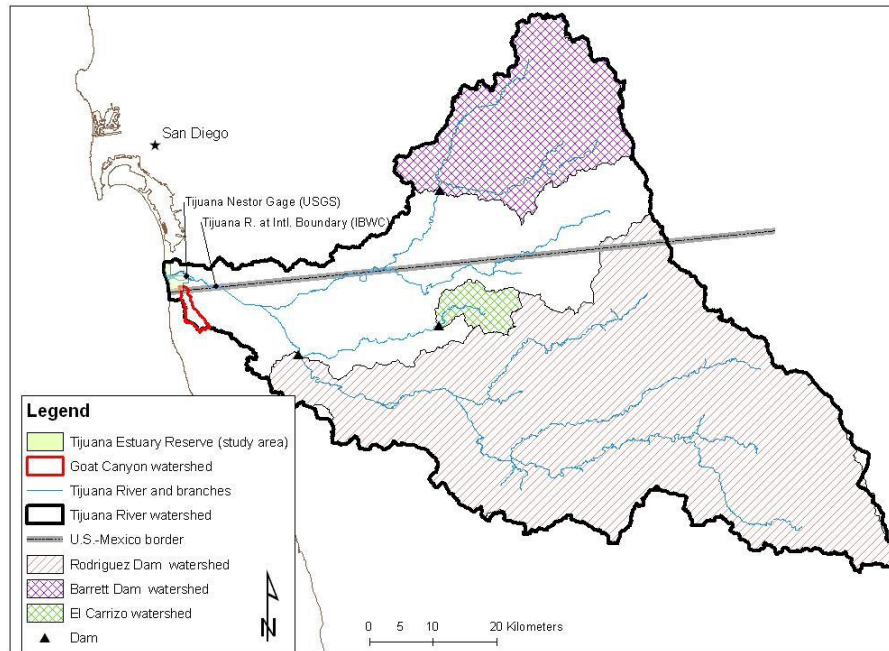 San Diego
Tijuana Nestor Gage (USGS)
Tijuana R. at Intl. Boundary (IBWC)
Legend
Tijuana Estuary Reserve (study area)
Goat Canyon watershed
Tijuana River and branches
Tijuana River watershed
U.S.-Mexico border
Rodriguez Dam watershed
Barrett Dam watershed
El Carrizo watershed
Dam
N
0 5 10 20 Kilometers